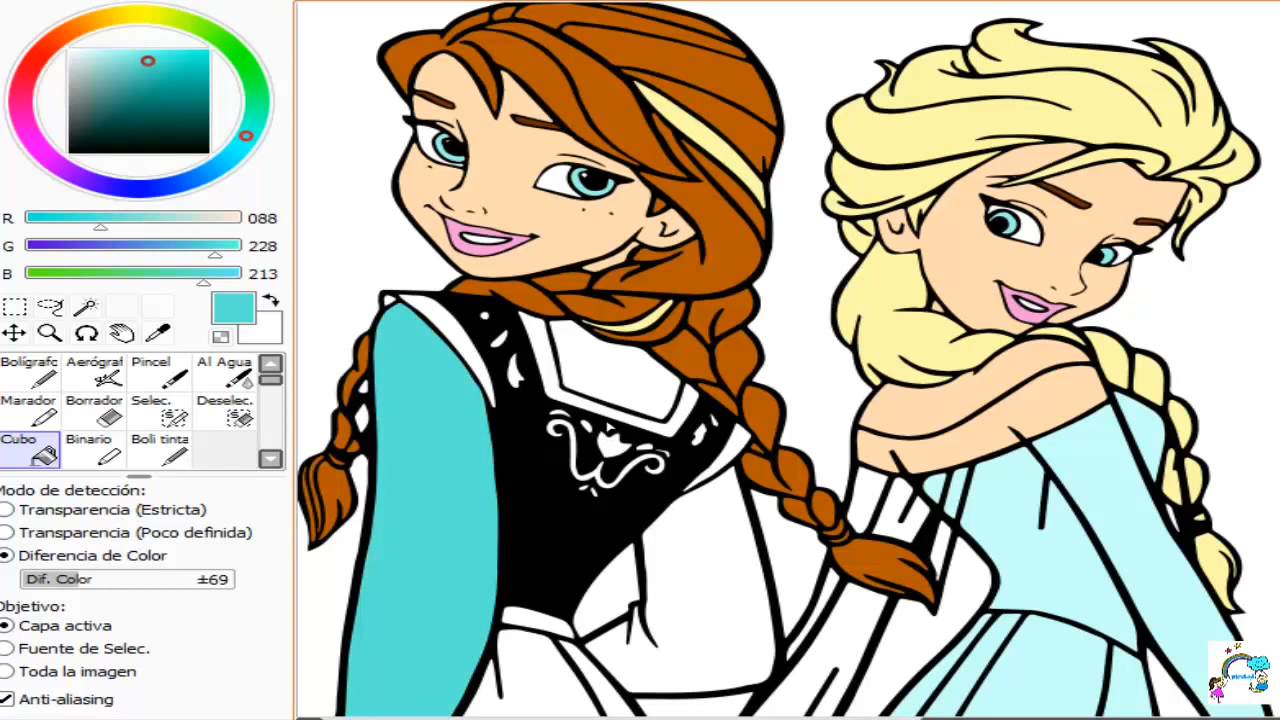 R 088
G 228
B 213
Bolígrafc Aerógraf Pincel Al Agua
Marador Borrador Selec. Deselec.
Cubo Binario Boli tinta
Modo de detección:
Transparencia (Estricta)
Transparencia (Poco definida)
Diferencia de Color
Dif. Color ±69
Objetivo:
Capa activa
Fuente de Selec.
Toda la imagen
Anti-aliasing